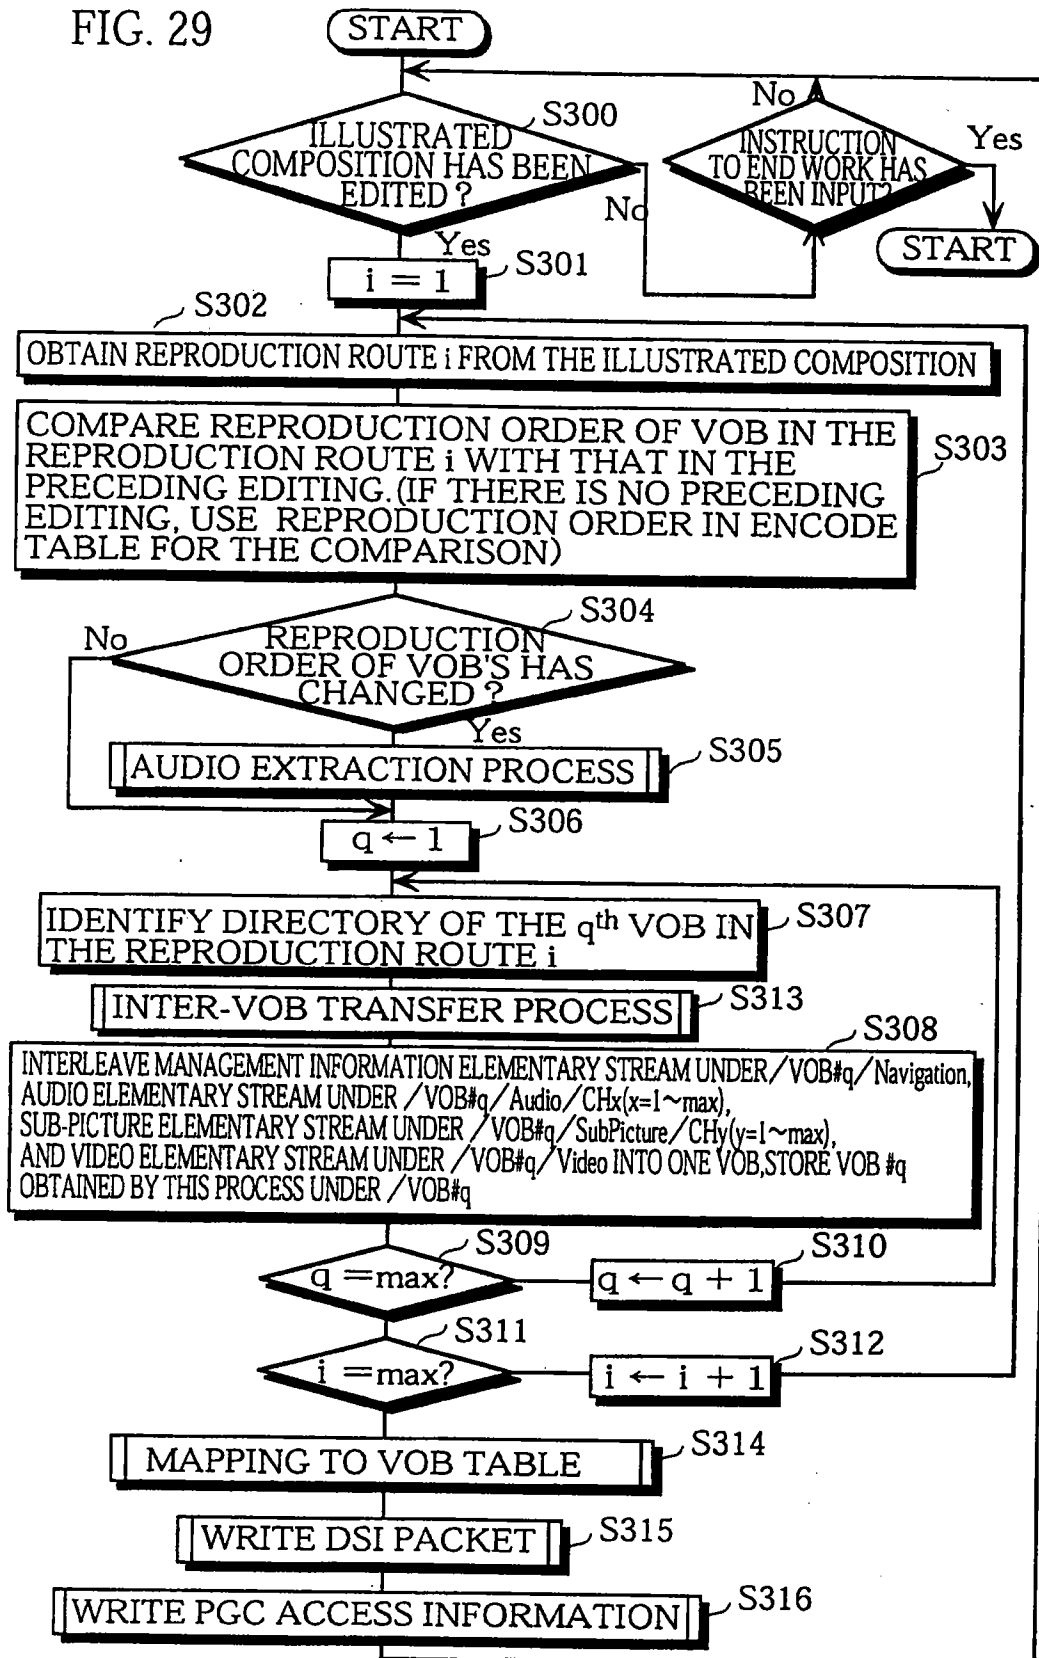 FIG. 29
START
S300
ILLUSTRATED
COMPOSITION HAS BEEN
EDITED ?
No
Yes
No
INSTRUCTION
TO END WORK HAS
BEEN INPUT?
Yes
START
i = 1
S301
S302
OBTAIN REPRODUCTION ROUTE i FROM THE ILLUSTRATED COMPOSITION
COMPARE REPRODUCTION ORDER OF VOB IN THE
REPRODUCTION ROUTE i WITH THAT IN THE
PRECEDING EDITING.(IF THERE IS NO PRECEDING
EDITING, USE REPRODUCTION ORDER IN ENCODE
TABLE FOR THE COMPARISON)
S303
S304
No
REPRODUCTION
ORDER OF VOB'S HAS
CHANGED ?
Yes
AUDIO EXTRACTION PROCESS
S305
q ← 1
S306
IDENTIFY DIRECTORY OF THE qth VOB IN
THE REPRODUCTION ROUTE i
S307
INTER-VOB TRANSFER PROCESS
S313
S308
INTERLEAVE MANAGEMENT INFORMATION ELEMENTARY STREAM UNDER/VOB#q/Navigation,
AUDIO ELEMENTARY STREAM UNDER /VOB#q/Audio/CHx(x=1~max),
SUB-PICTURE ELEMENTARY STREAM UNDER /VOB#q/SubPicture/CHy(y=1~max),
AND VIDEO ELEMENTARY STREAM UNDER /VOB#q/Video INTO ONE VOB,STORE VOB #q
OBTAINED BY THIS PROCESS UNDER /VOB#q
S309
q =max?
S310
q ← q + 1
S311
i =max?
S312
i ← i + 1
MAPPING TO VOB TABLE
S314
WRITE DSI PACKET
S315
WRITE PGC ACCESS INFORMATION
S316